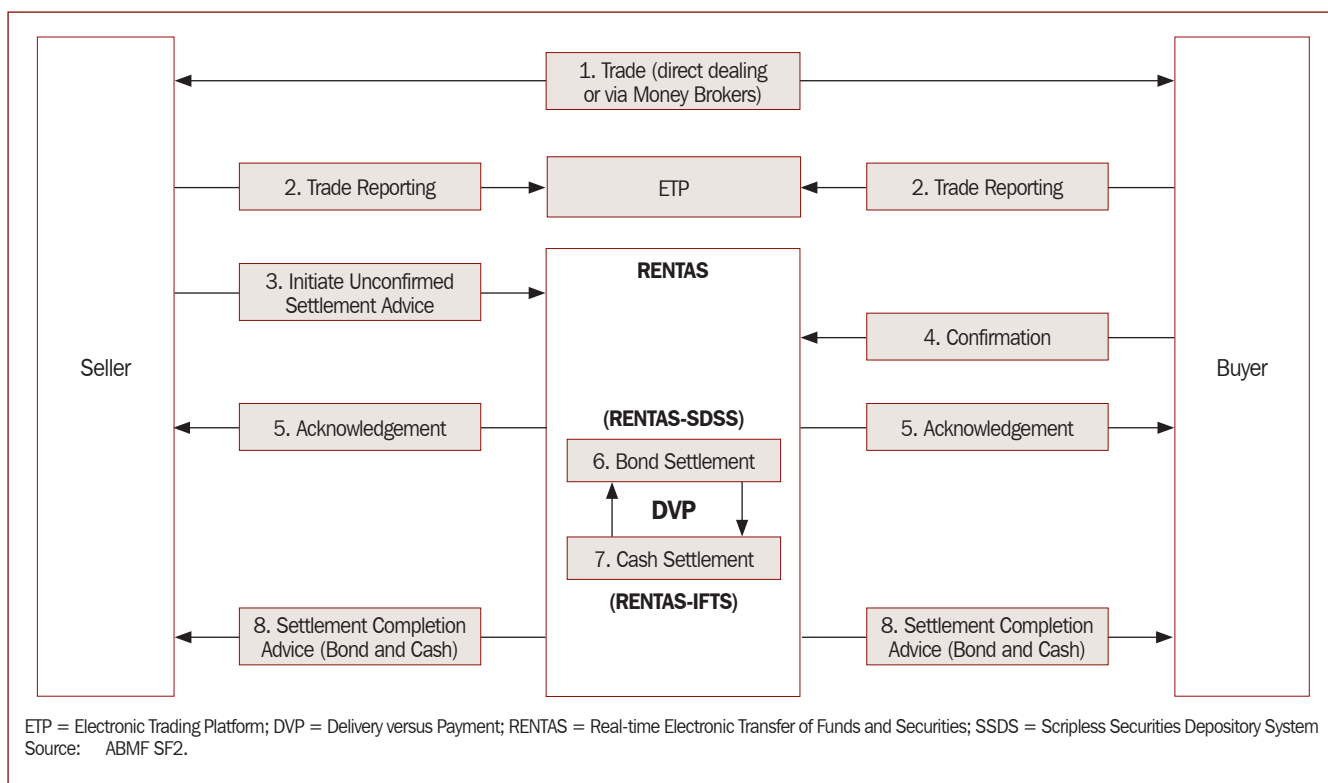 1. Trade (direct dealing
or via Money Brokers)
2. Trade Reporting
ETP
2. Trade Reporting
RENTAS
3. Initiate Unconfirmed
Settlement Advice
4. Confirmation
Seller
Buyer
(RENTAS-SDSS)
5. Acknowledgement
5. Acknowledgement
6. Bond Settlement
DVP
7. Cash Settlement
(RENTAS-IFTS)
8. Settlement Completion
Advice (Bond and Cash)
8. Settlement Completion
Advice (Bond and Cash)
ETP = Electronic Trading Platform; DVP = Delivery versus Payment; RENTAS = Real-time Electronic Transfer of Funds and Securities; SSDS = Scripless Securities Depository System
Source: ABMF SF2.